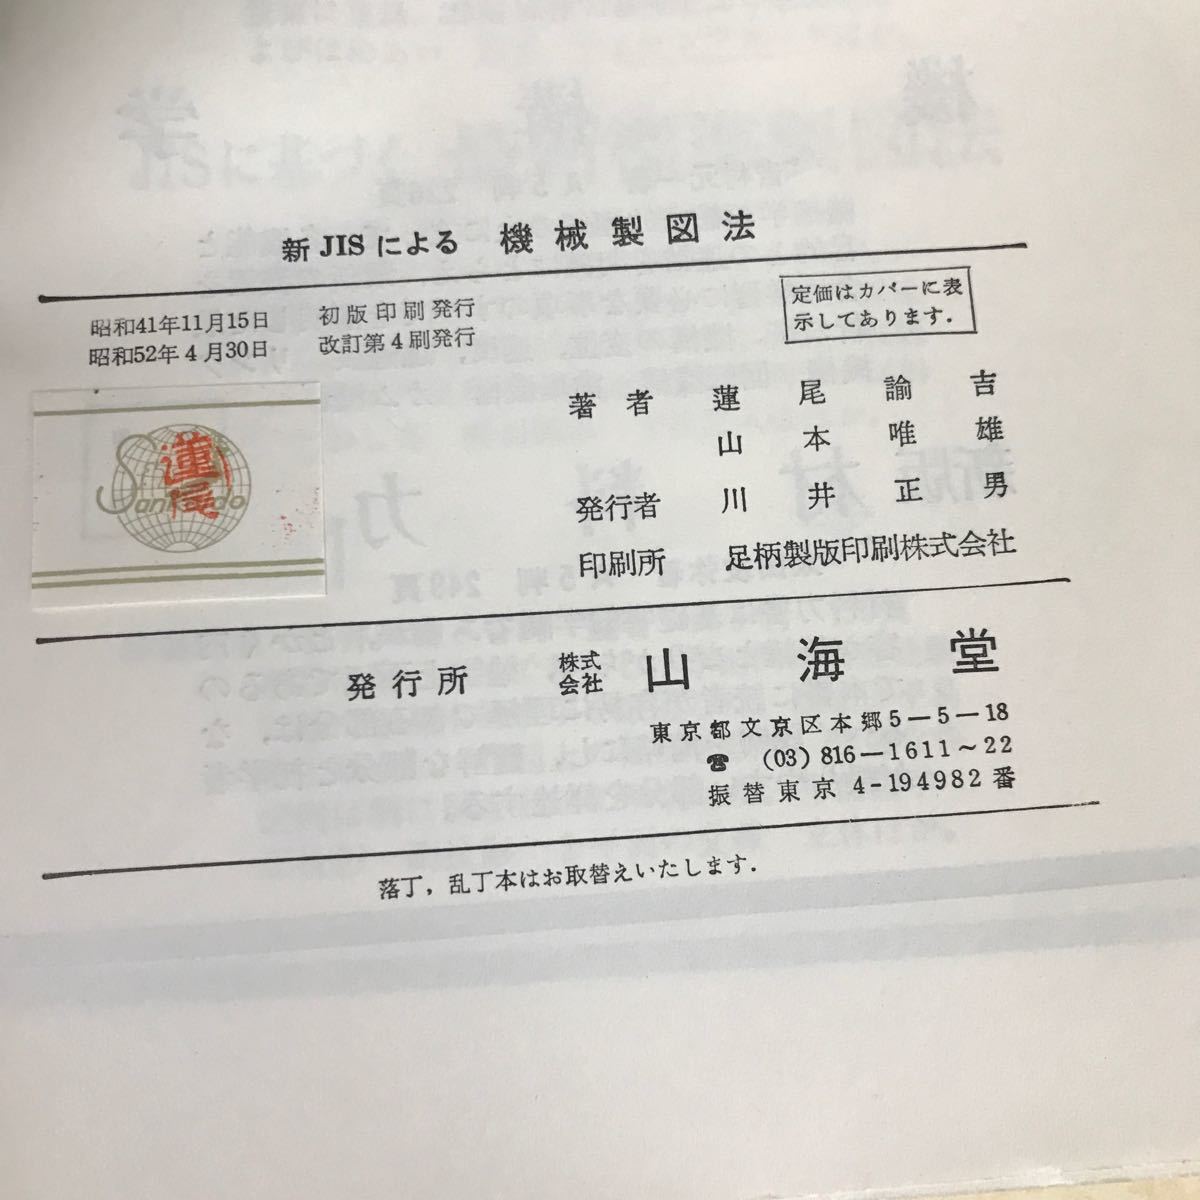 新JISによる 機械製図法
昭和41年11月15日 初版印刷発行
昭和52年4月30日 改訂第4刷発行
定価はカバーに表
示してあります.
著者 蓮尾諭吉
山本唯雄
発行者 川井正男
印刷所 足柄製版印刷株式会社
Sankaido
蓮尾
発行所 株式会社 山海堂
東京都文京区本郷5-5-18
☎ (03) 816-1611~22
振替東京 4-194982番
落丁,乱丁本はお取替えいたします.